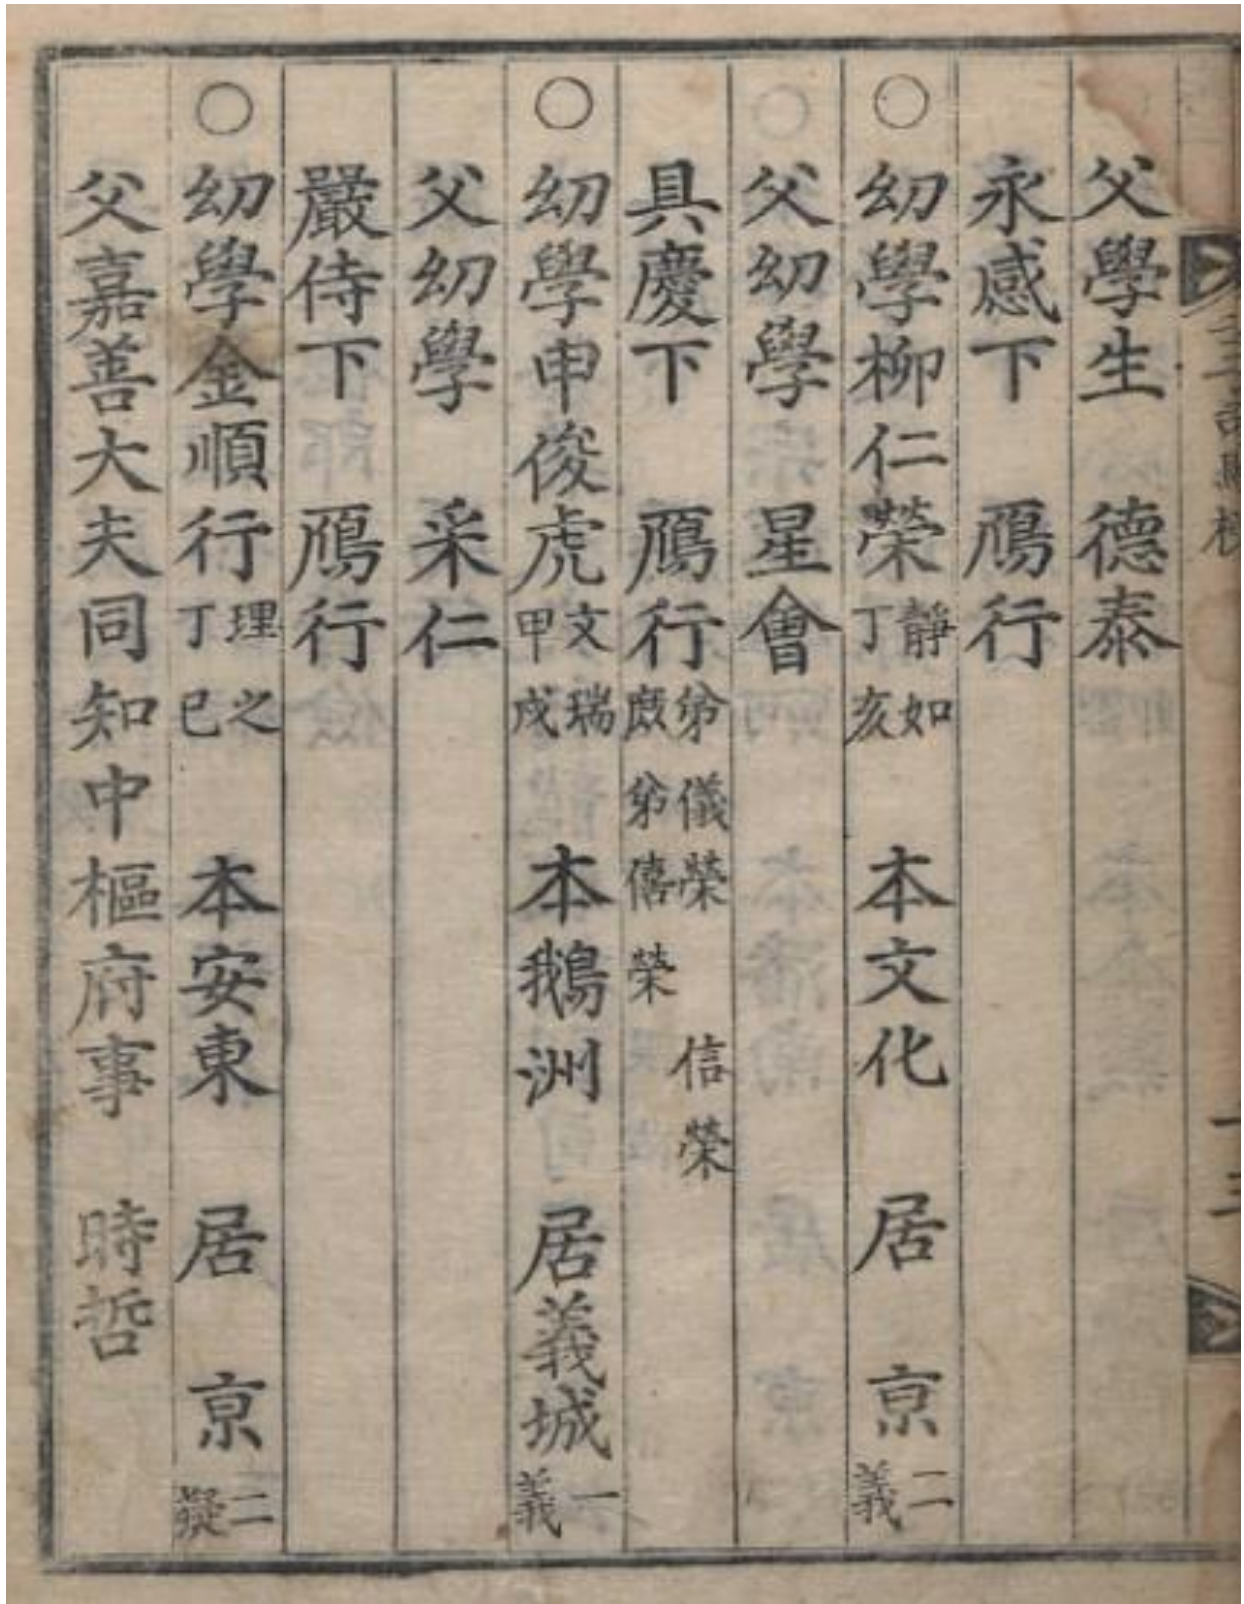 父學生 德泰
永感下 鴈行
○幼學柳仁榮 靜如丁亥 本文化 居 京 二義
父幼學 星會
具慶下 鴈行 弟儀榮 信榮 庶弟僖榮
○幼學申俊虎 文瑞甲戌 本鵝洲 居義城 一義
父幼學 采仁
嚴侍下 鴈行
○幼學金順行 理之丁巳 本安東 居 京 二疑
父嘉善大夫同知中樞府事 時哲